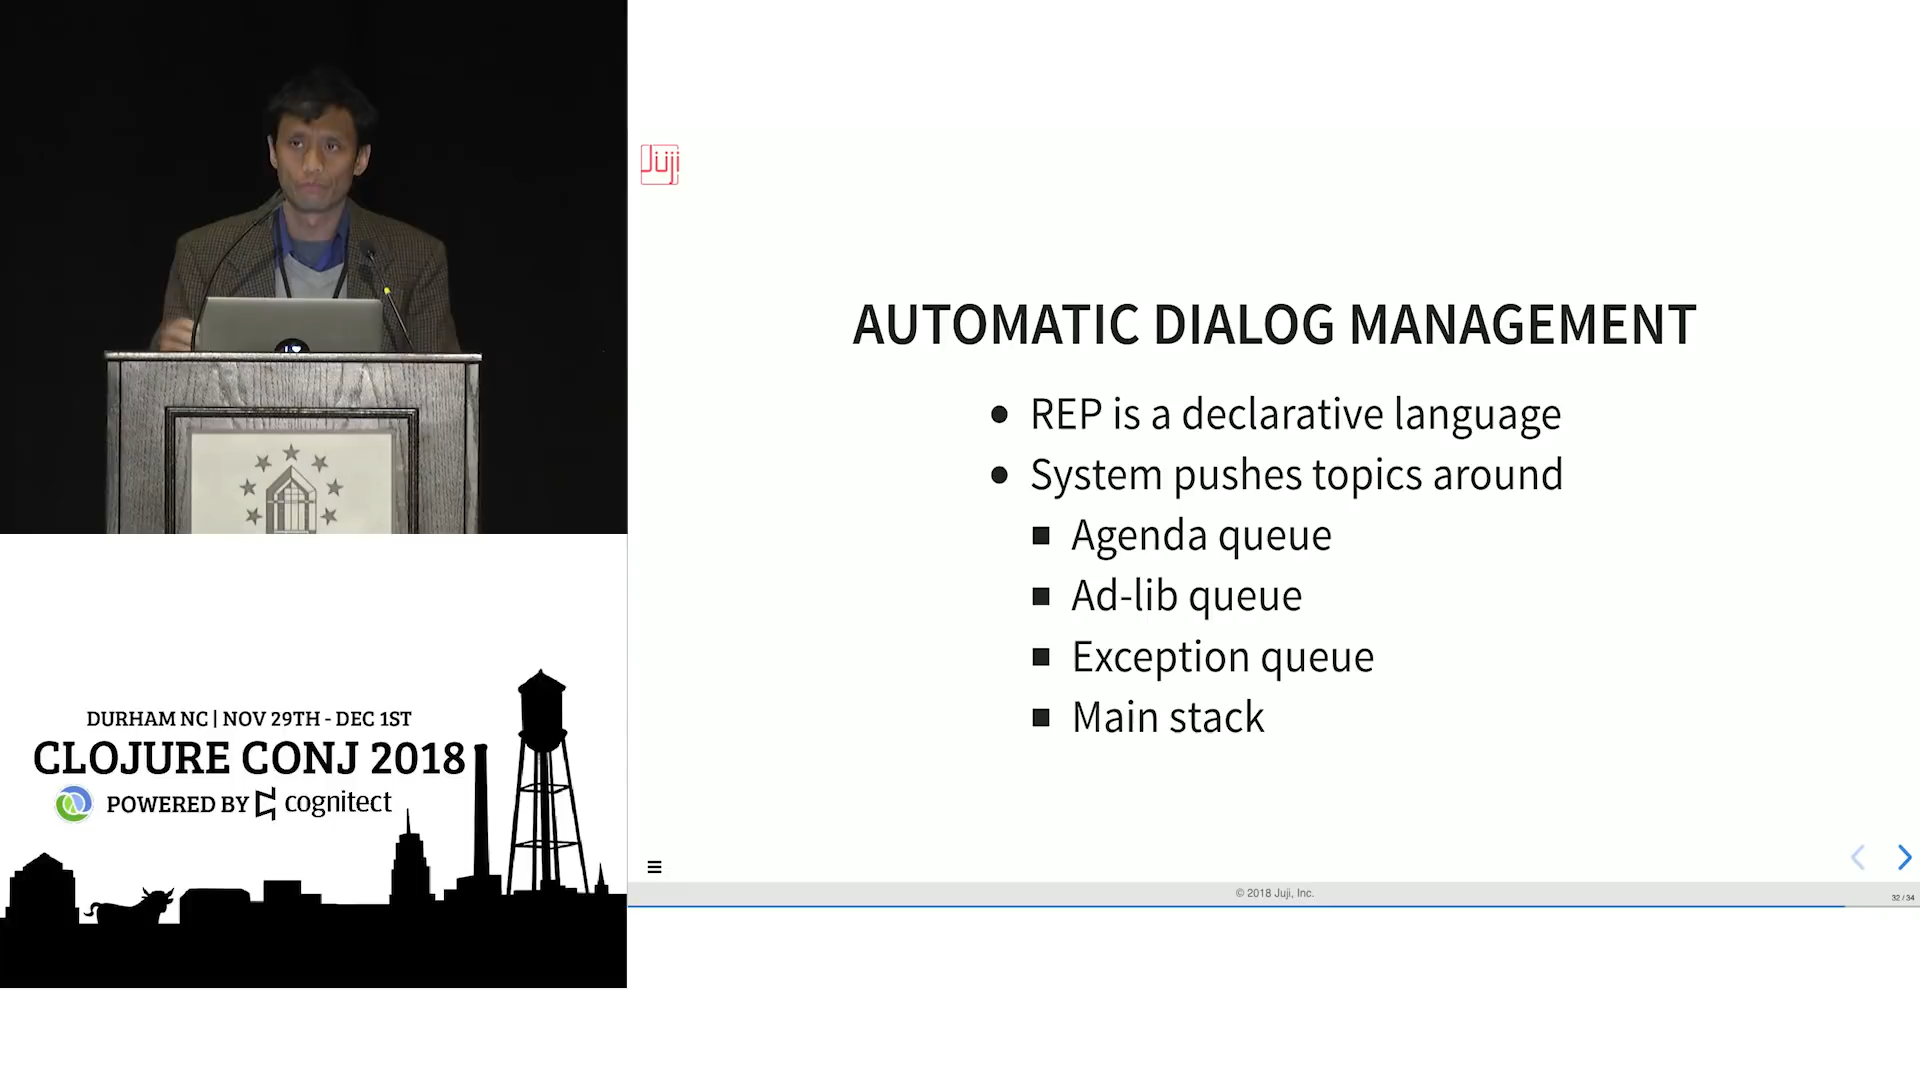 Juji
AUTOMATIC DIALOG MANAGEMENT
REP is a declarative language
System pushes topics around
Agenda queue
Ad-lib queue
Exception queue
Main stack
© 2018 Juji, Inc.
32 / 34
DURHAM NC | NOV 29TH - DEC 1ST
CLOJURE CONJ 2018
POWERED BY cognitect